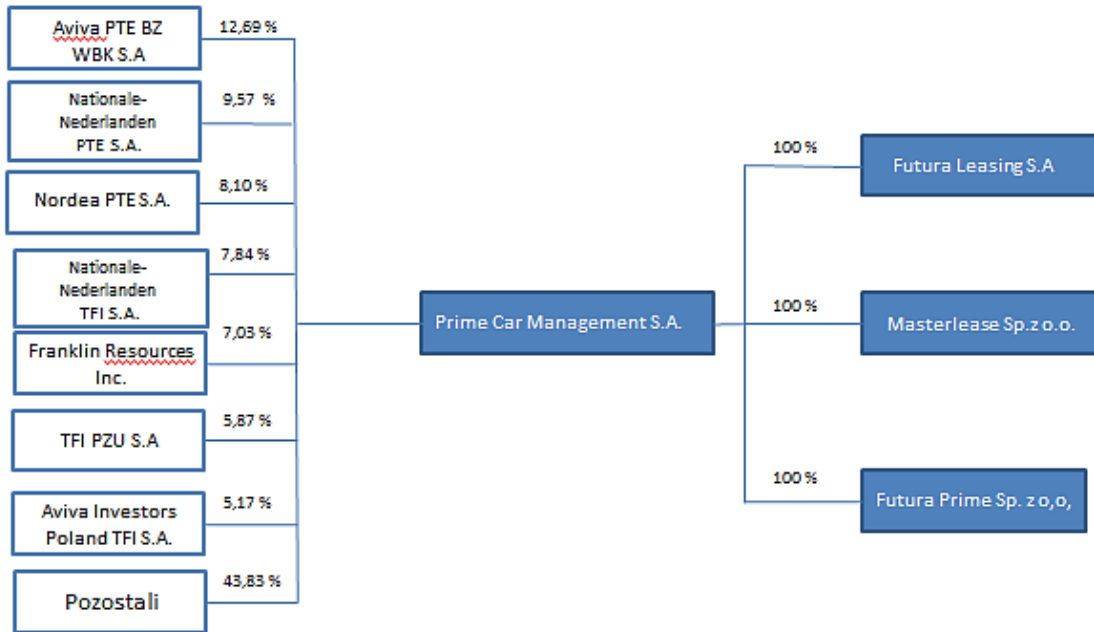 Aviva PTE BZ
WBK S.A
12,69 %
Nationale-
Nederlanden
PTE S.A.
9,57 %
Nordea PTE S.A.
8,10 %
Nationale-
Nederlanden
TFI S.A.
7,84 %
Franklin Resources
Inc.
7,03 %
TFI PZU S.A
5,87 %
Aviva Investors
Poland TFI S.A.
5,17 %
Pozostali
43,83 %
Prime Car Management S.A.
100 %
Futura Leasing S.A
100 %
Masterlease Sp.z o.o.
100 %
Futura Prime Sp. z o,o,